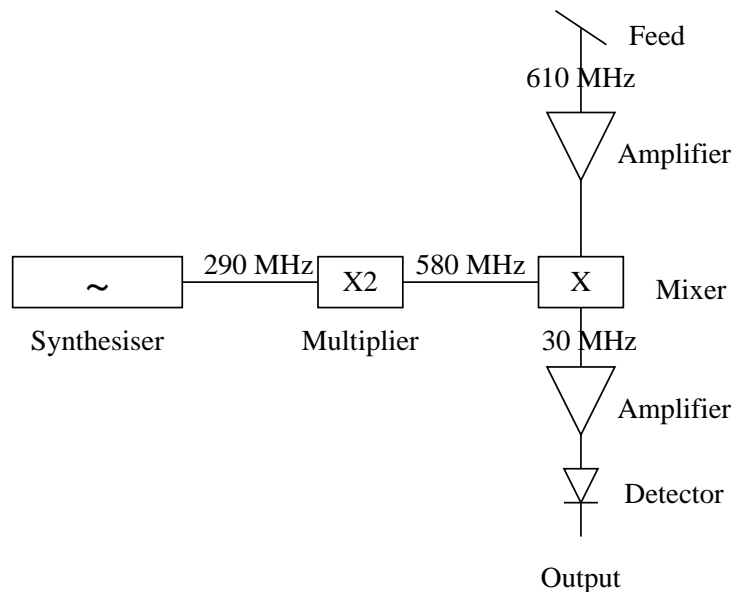 Feed
610 MHz
Amplifier
290 MHz
580 MHz
~
X2
X
Mixer
Synthesiser
Multiplier
30 MHz
Amplifier
Detector
Output